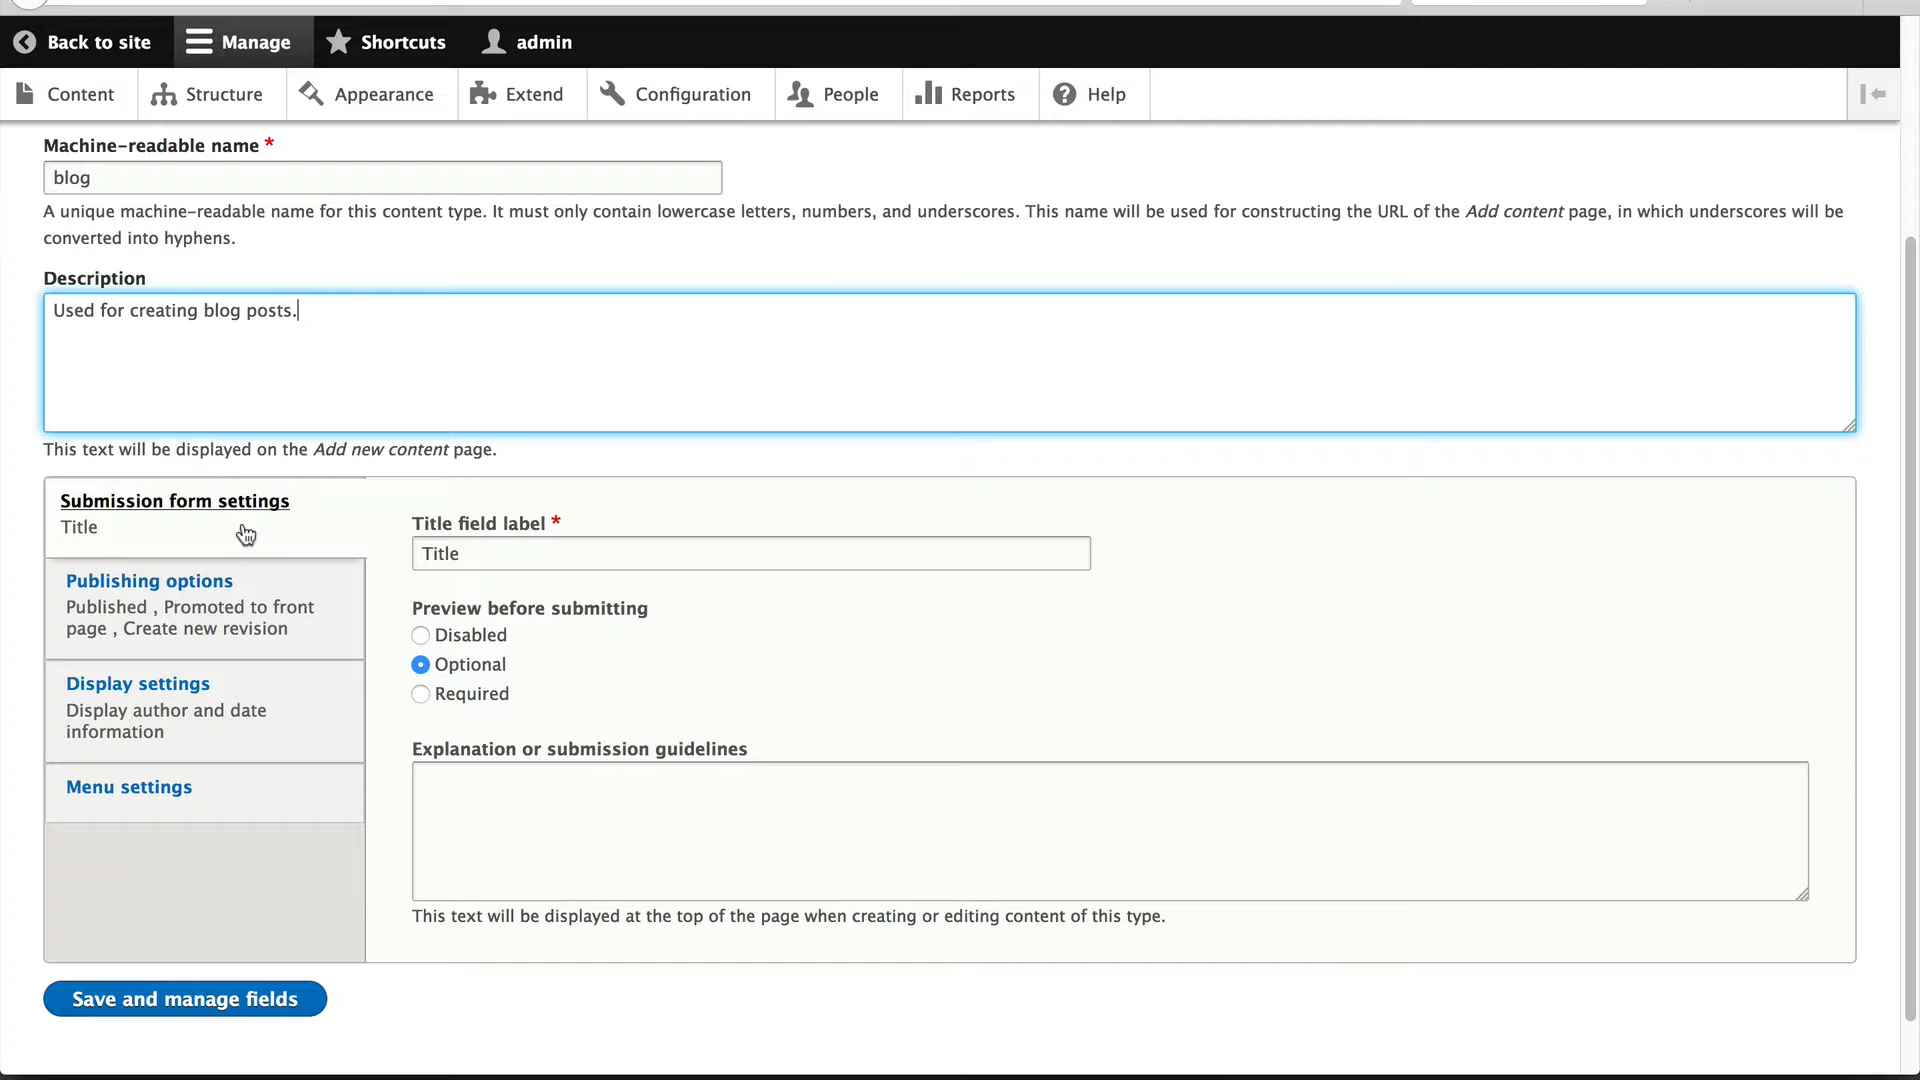 Back to site
Manage
Shortcuts
admin
Content
Structure
Appearance
Extend
Configuration
People
Reports
Help
Machine-readable name *
blog
A unique machine-readable name for this content type. It must only contain lowercase letters, numbers, and underscores. This name will be used for constructing the URL of the Add content page, in which underscores will be
converted into hyphens.
Description
Used for creating blog posts.
This text will be displayed on the Add new content page.
Submission form settings
Title
Publishing options
Published , Promoted to front
page , Create new revision
Display settings
Display author and date
information
Menu settings
Title field label *
Title
Preview before submitting
Disabled
Optional
Required
Explanation or submission guidelines
This text will be displayed at the top of the page when creating or editing content of this type.
Save and manage fields